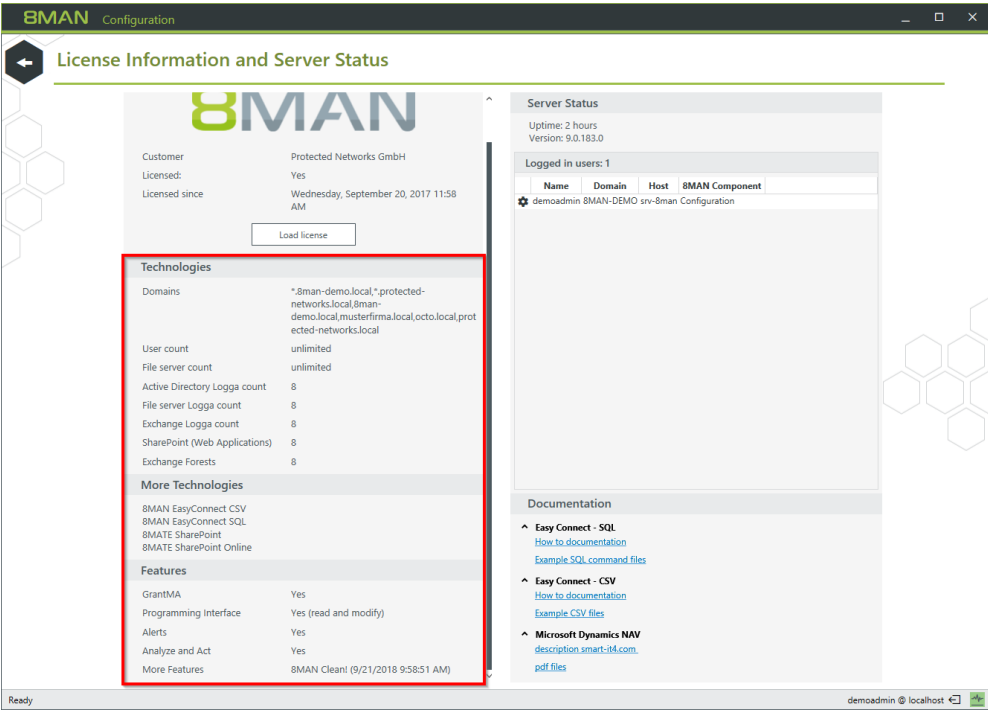 8MAN Configuration
License Information and Server Status
8MAN
Customer Protected Networks GmbH
Licensed: Yes
Licensed since Wednesday, September 20, 2017 11:58
AM
Load license
Technologies
Domains *.8man-demo.local,*.protected-
networks.local,8man-
demo.local,musterfirma.local,octo.local,prot
ected-networks.local
User count unlimited
File server count unlimited
Active Directory Logga count 8
File server Logga count 8
Exchange Logga count 8
SharePoint (Web Applications) 8
Exchange Forests 8
More Technologies
8MAN EasyConnect CSV
8MAN EasyConnect SQL
8MATE SharePoint
8MATE SharePoint Online
Features
GrantMA Yes
Programming Interface Yes (read and modify)
Alerts Yes
Analyze and Act Yes
More Features 8MAN Clean! (9/21/2018 9:58:51 AM)
Server Status
Uptime: 2 hours
Version: 9.0.183.0
Logged in users: 1
Name Domain Host 8MAN Component
demoadmin 8MAN-DEMO srv-8man Configuration
Documentation
Easy Connect - SQL
How to documentation
Example SQL command files
Easy Connect - CSV
How to documentation
Example CSV files
Microsoft Dynamics NAV
description smart-it4.com
pdf files
Ready demoadmin @ localhost